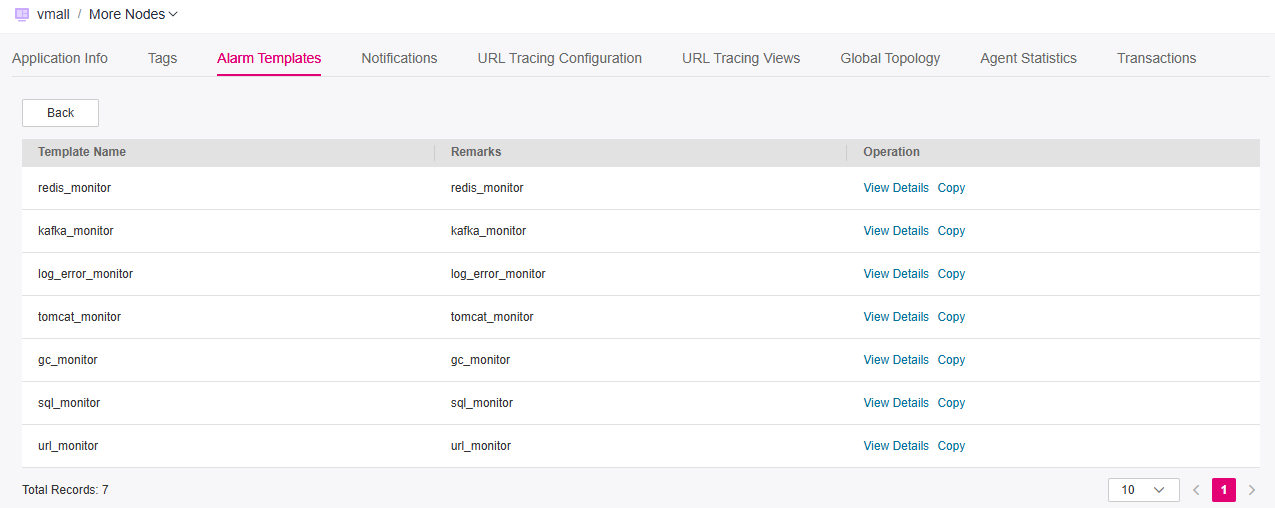 vmall / More Nodes
Application Info Tags Alarm Templates Notifications URL Tracing Configuration URL Tracing Views Global Topology Agent Statistics Transactions
Back
Template Name Remarks Operation
redis_monitor redis_monitor View Details Copy
kafka_monitor kafka_monitor View Details Copy
log_error_monitor log_error_monitor View Details Copy
tomcat_monitor tomcat_monitor View Details Copy
gc_monitor gc_monitor View Details Copy
sql_monitor sql_monitor View Details Copy
url_monitor url_monitor View Details Copy
Total Records: 7 10 1